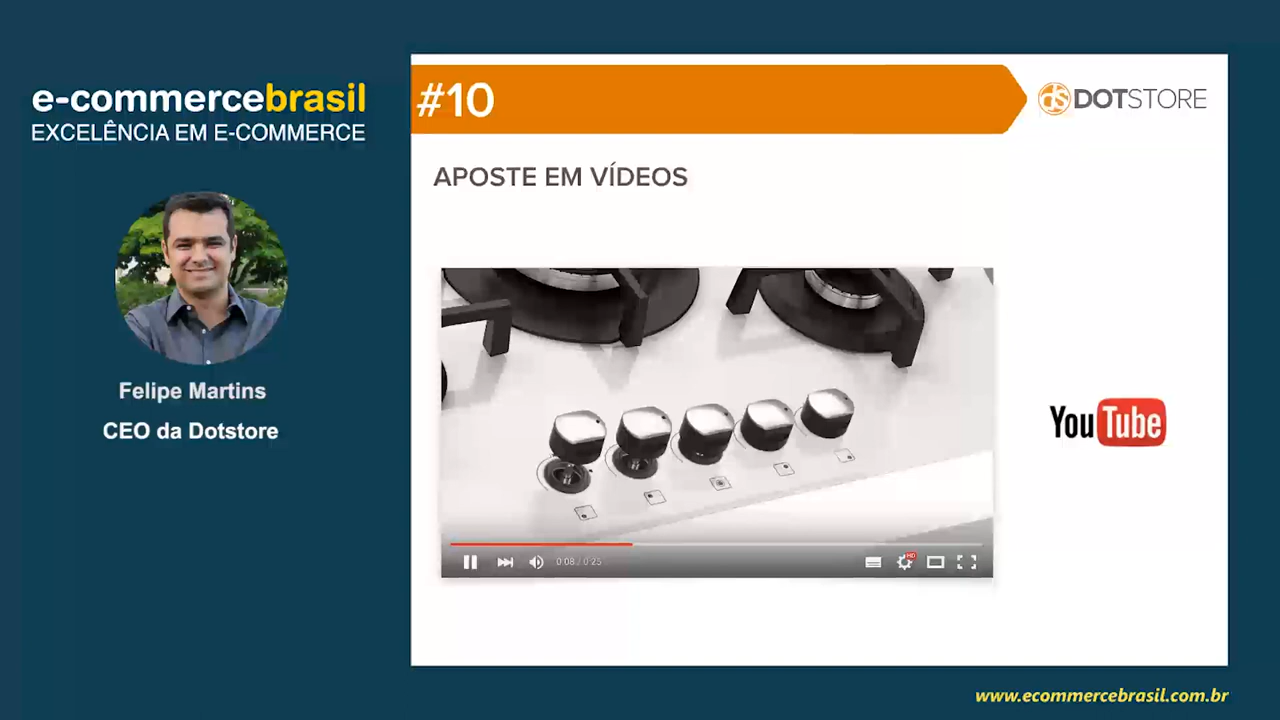 e-commercebrasil
EXCELÊNCIA EM E-COMMERCE
Felipe Martins
CEO da Dotstore
#10
DOTSTORE
APOSTE EM VÍDEOS
0:08 / 0:25
HD
YouTube
www.ecommercebrasil.com.br